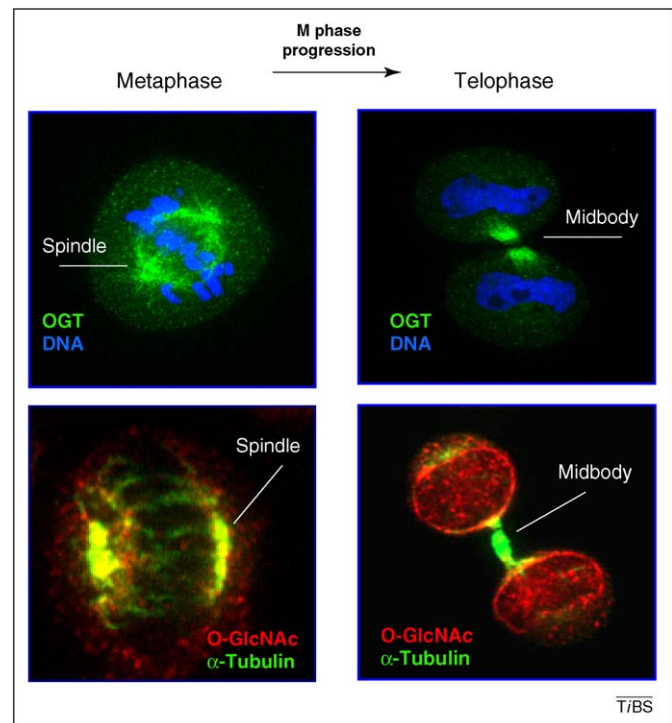 M phase
progression
Metaphase
Telophase
Spindle
OGT
DNA
Midbody
OGT
DNA
Spindle
O-GlcNAc
α-Tubulin
Midbody
O-GlcNAc
α-Tubulin
TiBS